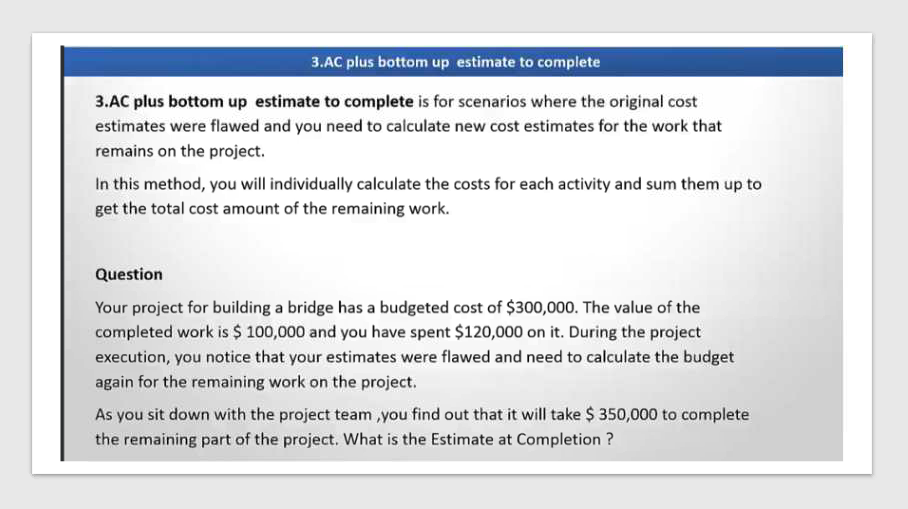 3.AC plus bottom up estimate to complete
3.AC plus bottom up estimate to complete is for scenarios where the original cost
estimates were flawed and you need to calculate new cost estimates for the work that
remains on the project.
In this method, you will individually calculate the costs for each activity and sum them up to
get the total cost amount of the remaining work.
Question
Your project for building a bridge has a budgeted cost of $300,000. The value of the
completed work is $ 100,000 and you have spent $120,000 on it. During the project
execution, you notice that your estimates were flawed and need to calculate the budget
again for the remaining work on the project.
As you sit down with the project team ,you find out that it will take $ 350,000 to complete
the remaining part of the project. What is the Estimate at Completion ?